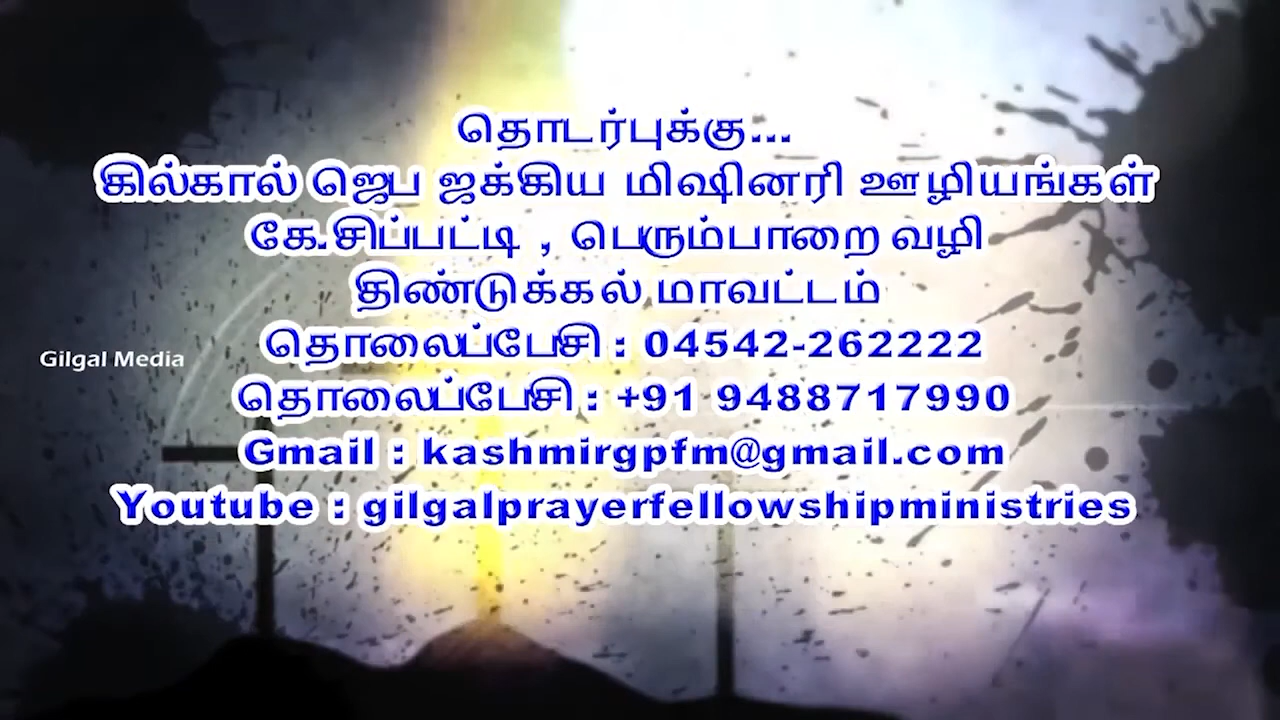 தொடர்புக்கு...
கில்கால் ஜெப ஐக்கிய மிஷினரி ஊழியங்கள்
கே.சிப்பட்டி , பெரும்பாறை வழி
திண்டுக்கல் மாவட்டம்
தொலைப்பேசி : 04542-262222
தொலைப்பேசி : +91 9488717990
Gmail : kashmirgpfm@gmail.com
Youtube : gilgalprayerfellowshipministries
Gilgal Media